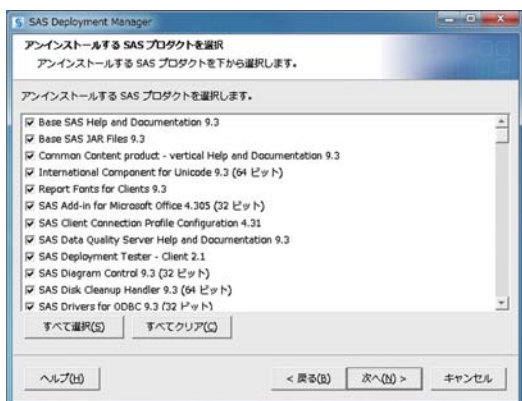 SAS Deployment Manager
アンインストールする SAS プロダクトを選択
アンインストールする SAS プロダクトを下から選択します。
アンインストールする SAS プロダクトを選択します。
Base SAS Help and Documentation 9.3
Base SAS JAR Files 9.3
Common Content product - vertical Help and Documentation 9.3
International Component for Unicode 9.3 (64 ビット)
Report Fonts for Clients 9.3
SAS Add-in for Microsoft Office 4.305 (32 ビット)
SAS Client Connection Profile Configuration 4.31
SAS Data Quality Server Help and Documentation 9.3
SAS Deployment Tester - Client 2.1
SAS Diagram Control 9.3 (32 ビット)
SAS Disk Cleanup Handler 9.3 (64 ビット)
SAS Drivers for ODBC 9.3 (32 ビット)
すべて選択(S) すべてクリア(C)
ヘルプ(H) < 戻る(B) 次へ(N) > キャンセル